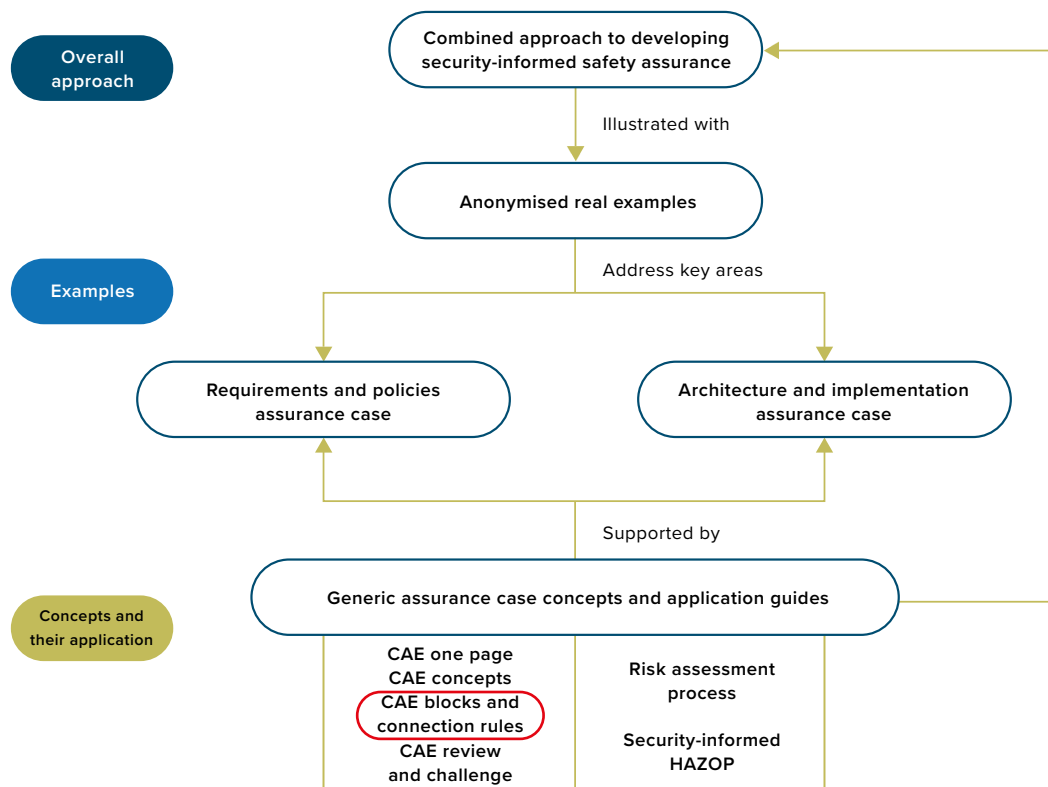 Overall
approach
Combined approach to developing
security-informed safety assurance
Illustrated with
Anonymised real examples
Address key areas
Examples
Requirements and policies
assurance case
Architecture and implementation
assurance case
Supported by
Generic assurance case concepts and application guides
Concepts and
their application
CAE one page
CAE concepts
CAE blocks and
connection rules
CAE review
and challenge
Risk assessment
process
Security-informed
HAZOP